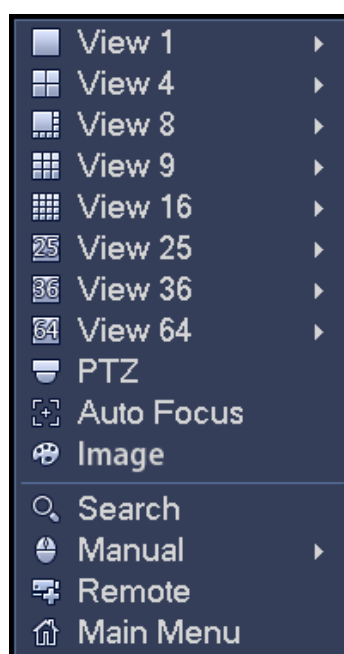 View 1
View 4
View 8
View 9
View 16
25 View 25
36 View 36
64 View 64
PTZ
Auto Focus
Image
Search
Manual
Remote
Main Menu